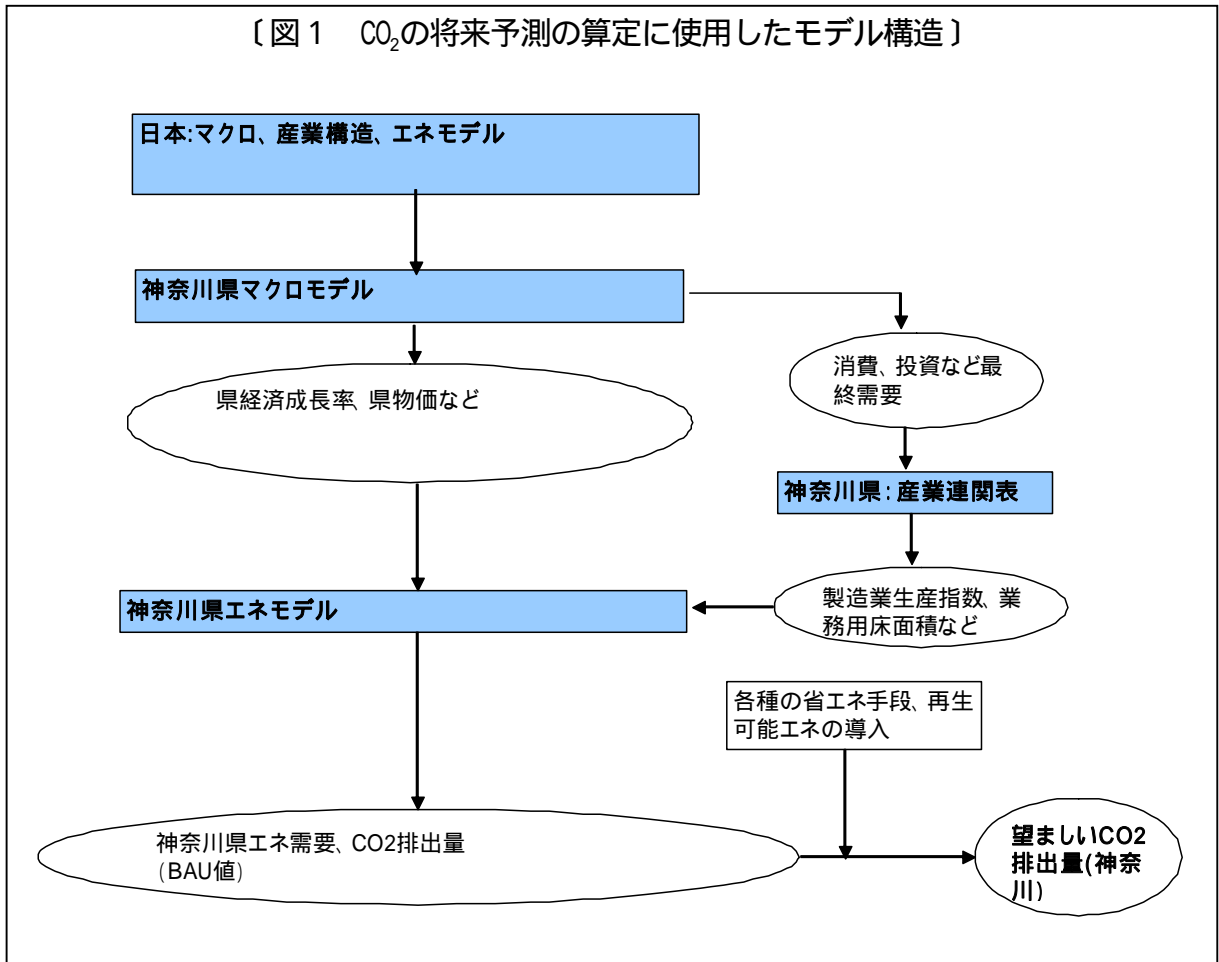 〔図１　CO₂の将来予測の算定に使用したモデル構造〕
日本:マクロ、産業構造、エネモデル
神奈川県マクロモデル
県経済成長率、県物価など
消費、投資など最
終需要
神奈川県:産業連関表
製造業生産指数、業
務用床面積など
神奈川県エネモデル
各種の省エネ手段、再生
可能エネの導入
神奈川県エネ需要、CO2排出量
(BAU値)
望ましいCO2
排出量(神奈
川)